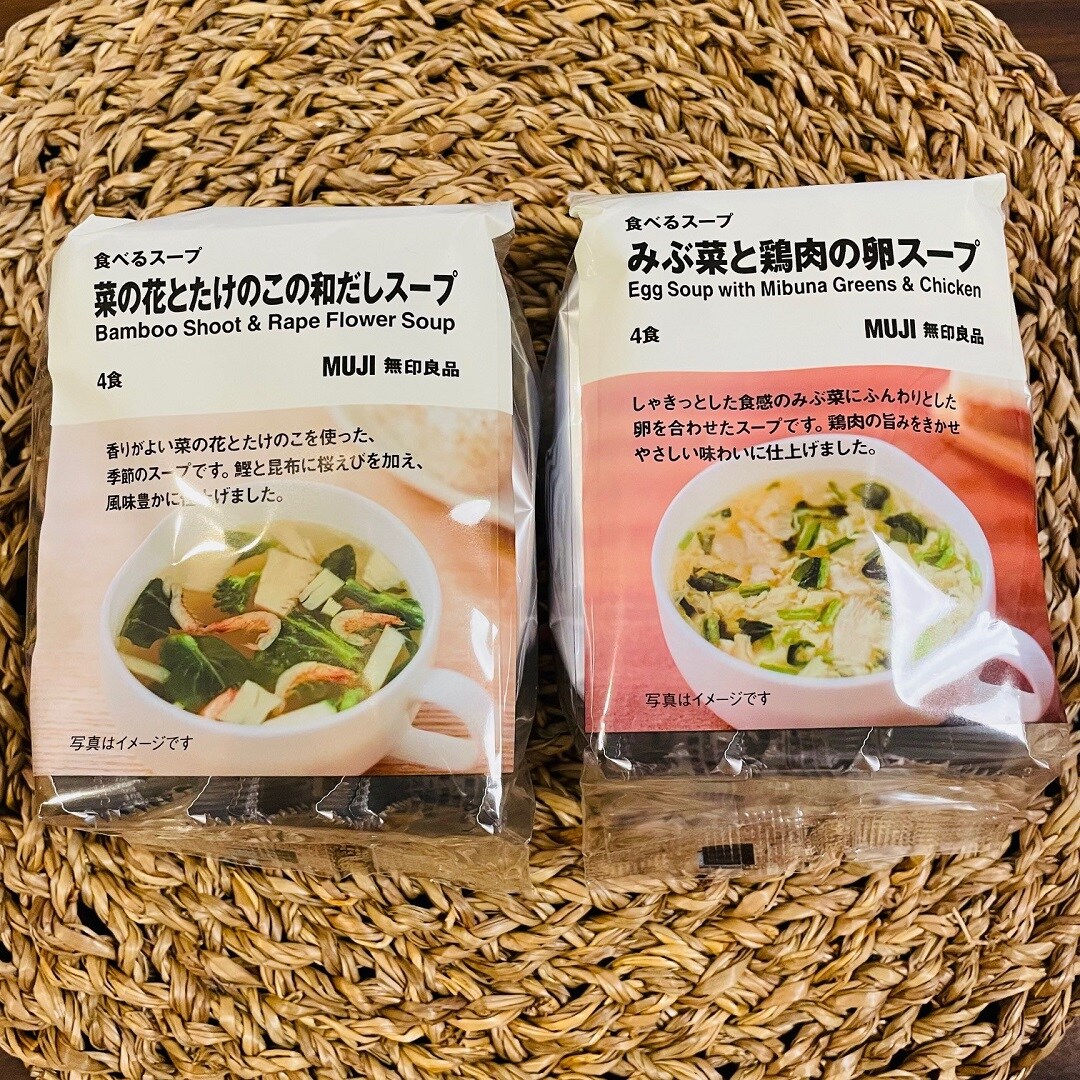 食べるスープ
菜の花とたけのこの和だしスープ
Bamboo Shoot & Rape Flower Soup
4食
MUJI 無印良品
香りがよい菜の花とたけのこを使った、
季節のスープです。鰹と昆布に桜えびを加え、
風味豊かに仕上げました。
写真はイメージです
食べるスープ
みぶ菜と鶏肉の卵スープ
Egg Soup with Mibuna Greens & Chicken
4食
MUJI 無印良品
しゃきっとした食感のみぶ菜にふんわりとした
卵を合わせたスープです。鶏肉の旨みをきかせ
やさしい味わいに仕上げました。
写真はイメージです